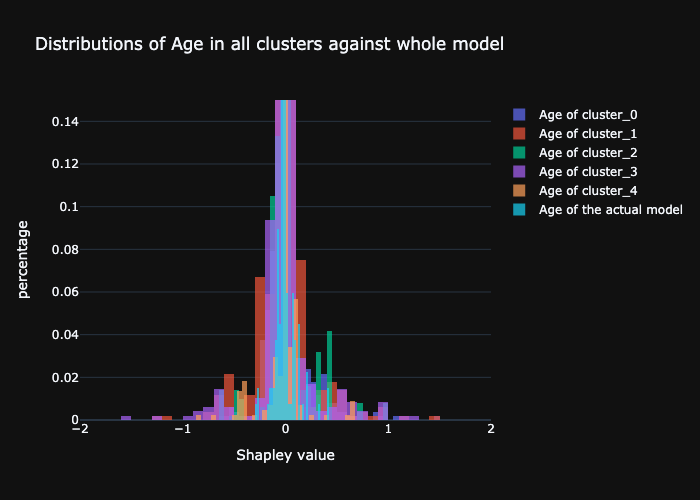 Distributions of Age in all clusters against whole model
percentage
0.14
0.12
0.1
0.08
0.06
0.04
0.02
0
−2
−1
0
1
2
Shapley value
Age of cluster_0
Age of cluster_1
Age of cluster_2
Age of cluster_3
Age of cluster_4
Age of the actual model